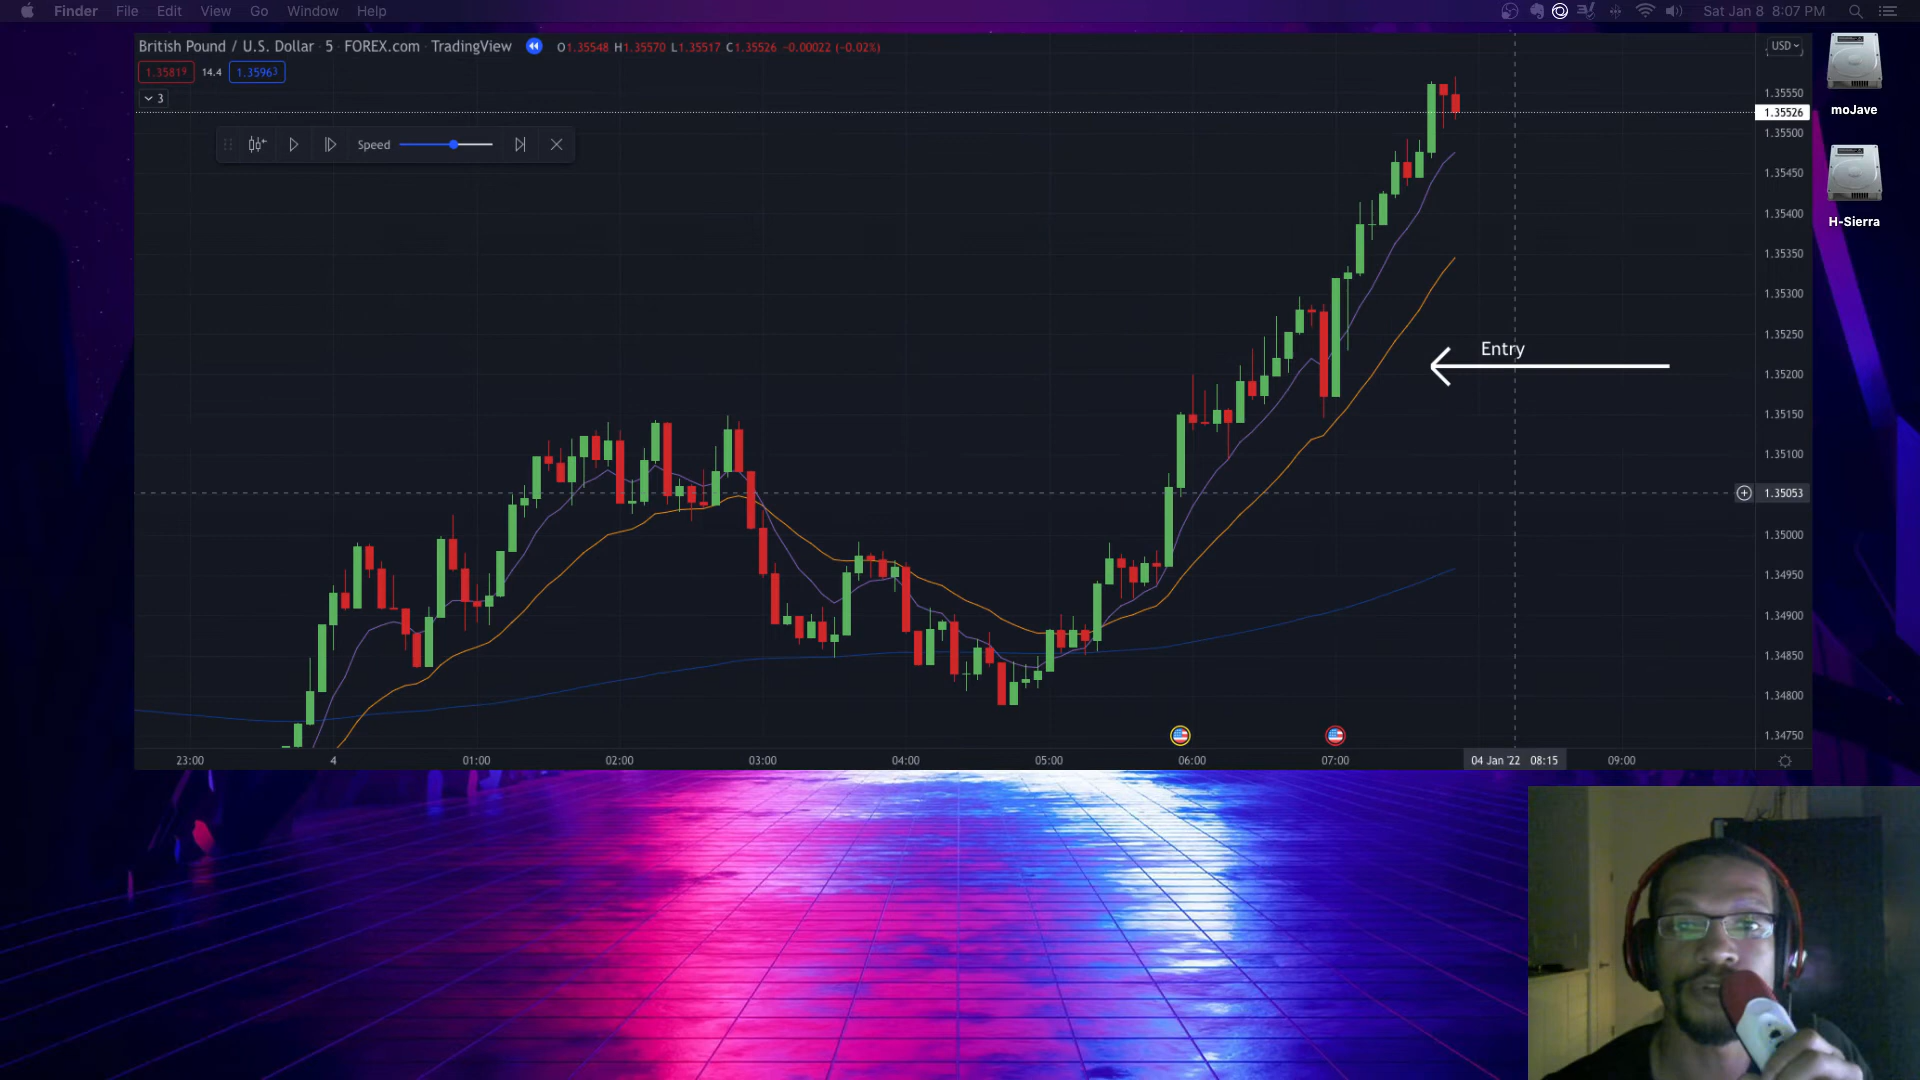 Finder File Edit View Go Window Help
Sat Jan 8 8:07 PM
British Pound / U.S. Dollar · 5 · FOREX.com · TradingView
O1.35548 H1.35570 L1.35517 C1.35526 −0.00022 (−0.02%)
USD
1.35819 14.4 1.35963
3
Speed
moJave
H-Sierra
Entry
1.35550
1.35526
1.35500
1.35450
1.35400
1.35350
1.35300
1.35250
1.35200
1.35150
1.35100
1.35053
1.35000
1.34950
1.34900
1.34850
1.34800
1.34750
23:00 4 01:00 02:00 03:00 04:00 05:00 06:00 07:00 04 Jan '22 08:15 09:00